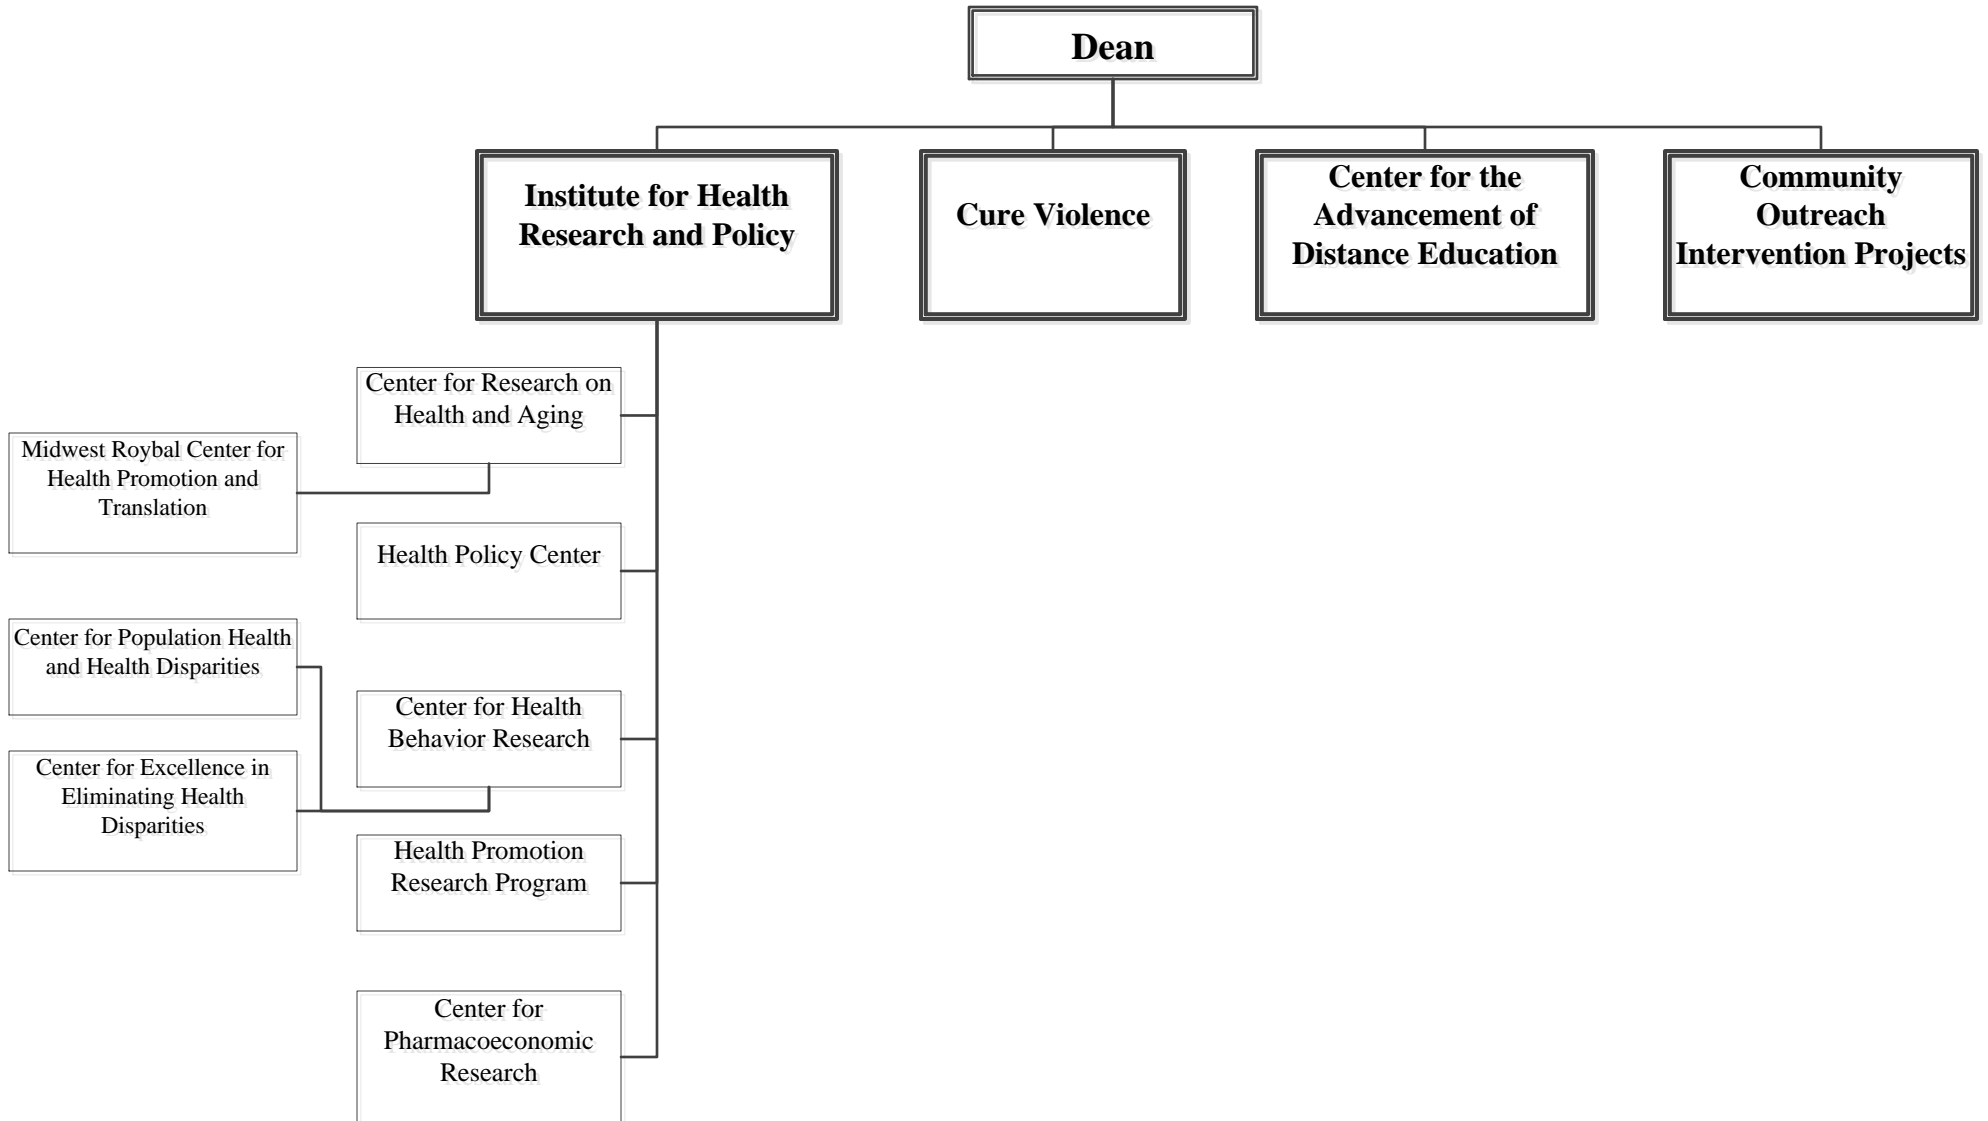 Dean
Institute for Health
Research and Policy
Cure Violence
Center for the
Advancement of
Distance Education
Community
Outreach
Intervention Projects
Center for Research on
Health and Aging
Midwest Roybal Center for
Health Promotion and
Translation
Health Policy Center
Center for Population Health
and Health Disparities
Center for Health
Behavior Research
Center for Excellence in
Eliminating Health
Disparities
Health Promotion
Research Program
Center for
Pharmacoeconomic
Research